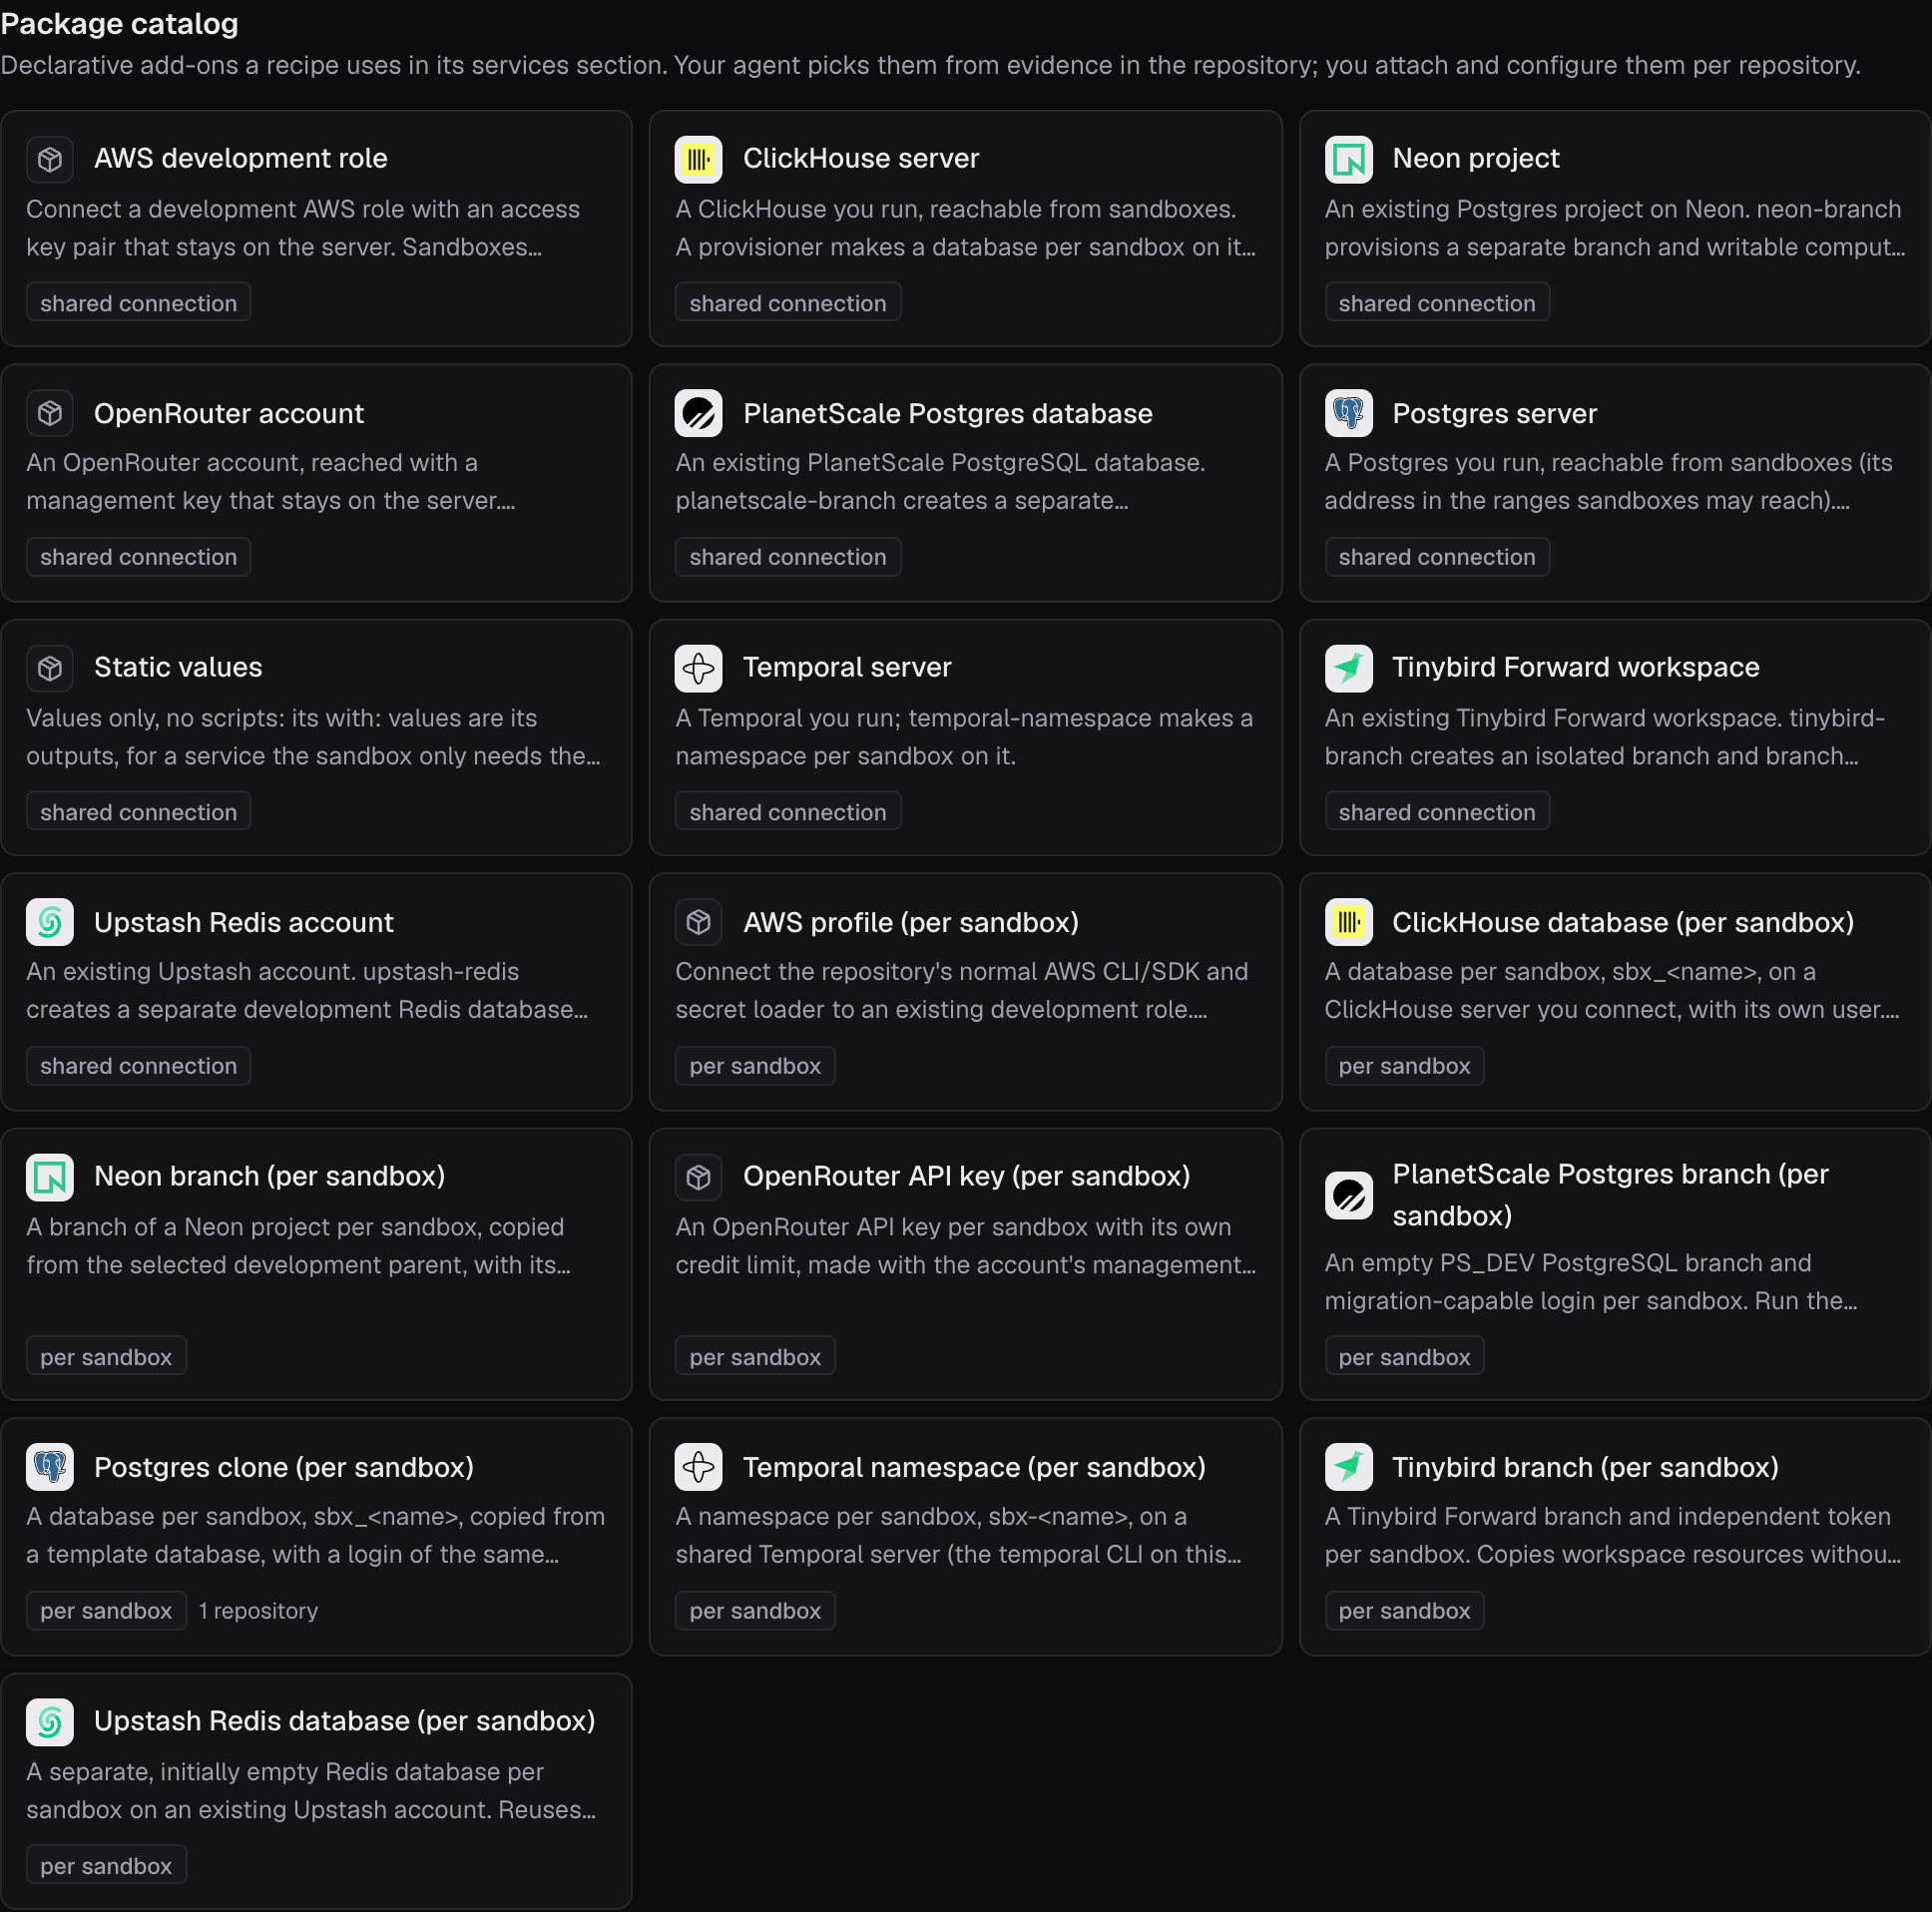 Package catalog
Declarative add-ons a recipe uses in its services section. Your agent picks them from evidence in the repository; you attach and configure them per repository.
AWS development role
Connect a development AWS role with an access
key pair that stays on the server. Sandboxes...
shared connection
ClickHouse server
A ClickHouse you run, reachable from sandboxes.
A provisioner makes a database per sandbox on it...
shared connection
Neon project
An existing Postgres project on Neon. neon-branch
provisions a separate branch and writable comput...
shared connection
OpenRouter account
An OpenRouter account, reached with a
management key that stays on the server....
shared connection
PlanetScale Postgres database
An existing PlanetScale PostgreSQL database.
planetscale-branch creates a separate...
shared connection
Postgres server
A Postgres you run, reachable from sandboxes (its
address in the ranges sandboxes may reach)....
shared connection
Static values
Values only, no scripts: its with: values are its
outputs, for a service the sandbox only needs the...
shared connection
Temporal server
A Temporal you run; temporal-namespace makes a
namespace per sandbox on it.
shared connection
Tinybird Forward workspace
An existing Tinybird Forward workspace. tinybird-
branch creates an isolated branch and branch...
shared connection
Upstash Redis account
An existing Upstash account. upstash-redis
creates a separate development Redis database...
shared connection
AWS profile (per sandbox)
Connect the repository's normal AWS CLI/SDK and
secret loader to an existing development role....
per sandbox
ClickHouse database (per sandbox)
A database per sandbox, sbx_<name>, on a
ClickHouse server you connect, with its own user....
per sandbox
Neon branch (per sandbox)
A branch of a Neon project per sandbox, copied
from the selected development parent, with its...
per sandbox
OpenRouter API key (per sandbox)
An OpenRouter API key per sandbox with its own
credit limit, made with the account's management...
per sandbox
PlanetScale Postgres branch (per
sandbox)
An empty PS_DEV PostgreSQL branch and
migration-capable login per sandbox. Run the...
per sandbox
Postgres clone (per sandbox)
A database per sandbox, sbx_<name>, copied from
a template database, with a login of the same...
per sandbox 1 repository
Temporal namespace (per sandbox)
A namespace per sandbox, sbx-<name>, on a
shared Temporal server (the temporal CLI on this...
per sandbox
Tinybird branch (per sandbox)
A Tinybird Forward branch and independent token
per sandbox. Copies workspace resources withou...
per sandbox
Upstash Redis database (per sandbox)
A separate, initially empty Redis database per
sandbox on an existing Upstash account. Reuses...
per sandbox